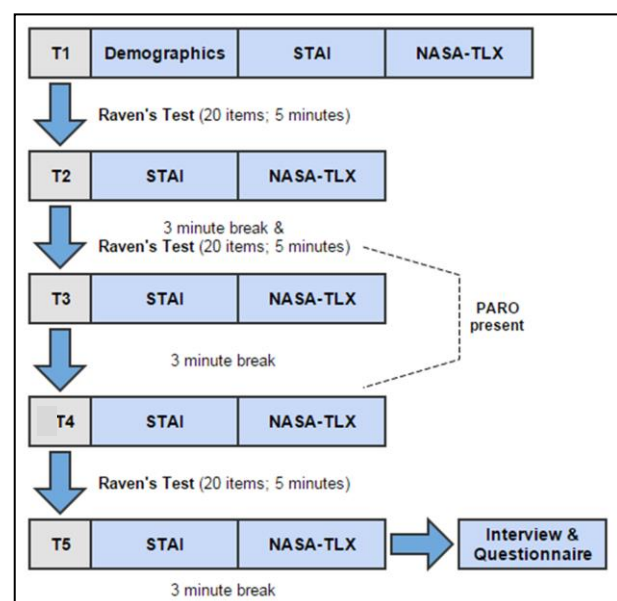 T1 Demographics STAI NASA-TLX
Raven's Test (20 items; 5 minutes)
T2 STAI NASA-TLX
3 minute break &
Raven's Test (20 items; 5 minutes)
T3 STAI NASA-TLX
PARO
present
3 minute break
T4 STAI NASA-TLX
Raven's Test (20 items; 5 minutes)
T5 STAI NASA-TLX
Interview &
Questionnaire
3 minute break